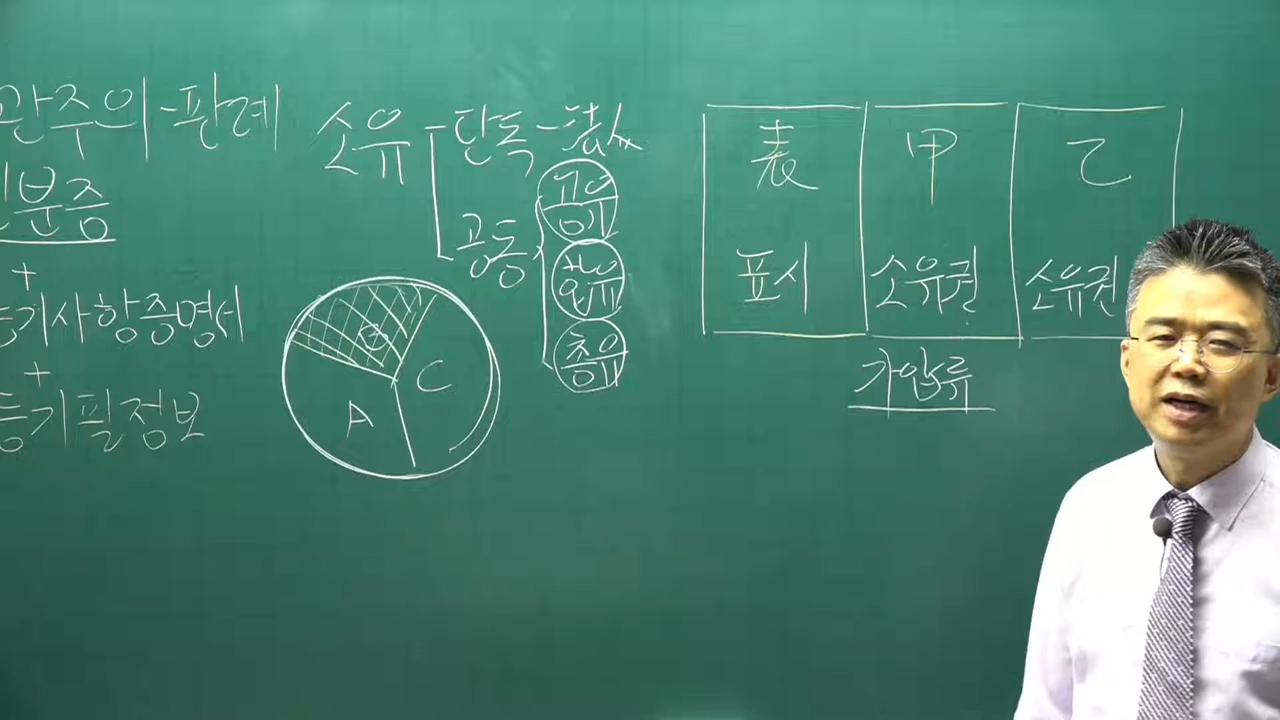 관주의-판례
분증
+
기사항증명서
+
등기필정보
소유
단독-法人
공동
공유
합유
총유
B
A
C
表
甲
乙
표시
소유권
소유권
가압류